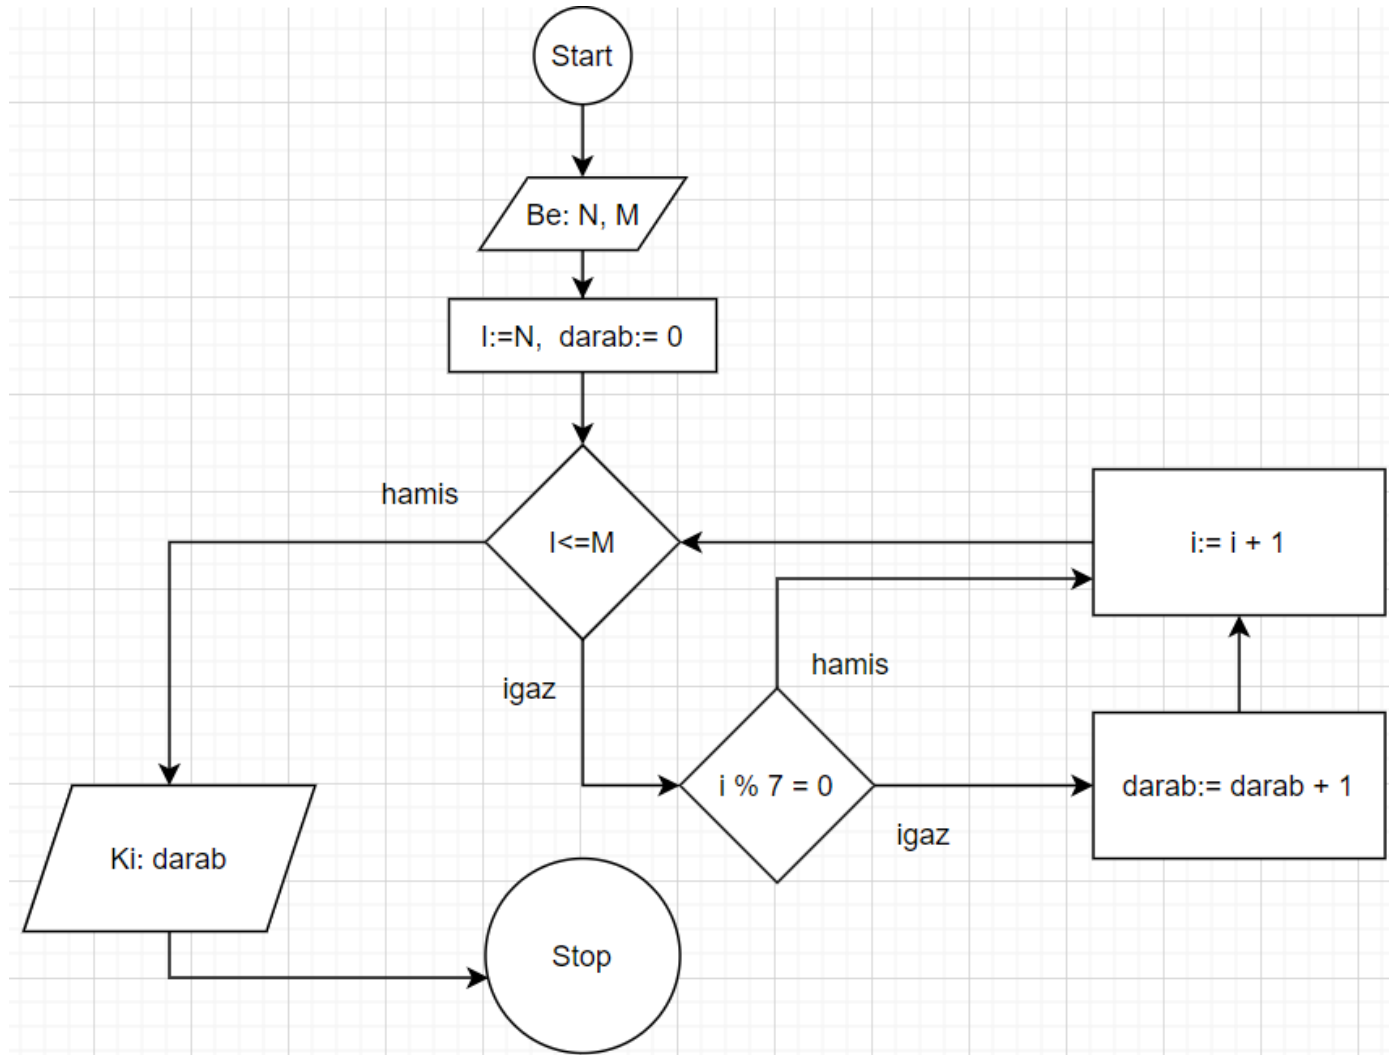 Start
Be: N, M
I:=N,  darab:= 0
hamis
I<=M
i:= i + 1
igaz
hamis
i % 7 = 0
darab:= darab + 1
igaz
Ki: darab
Stop